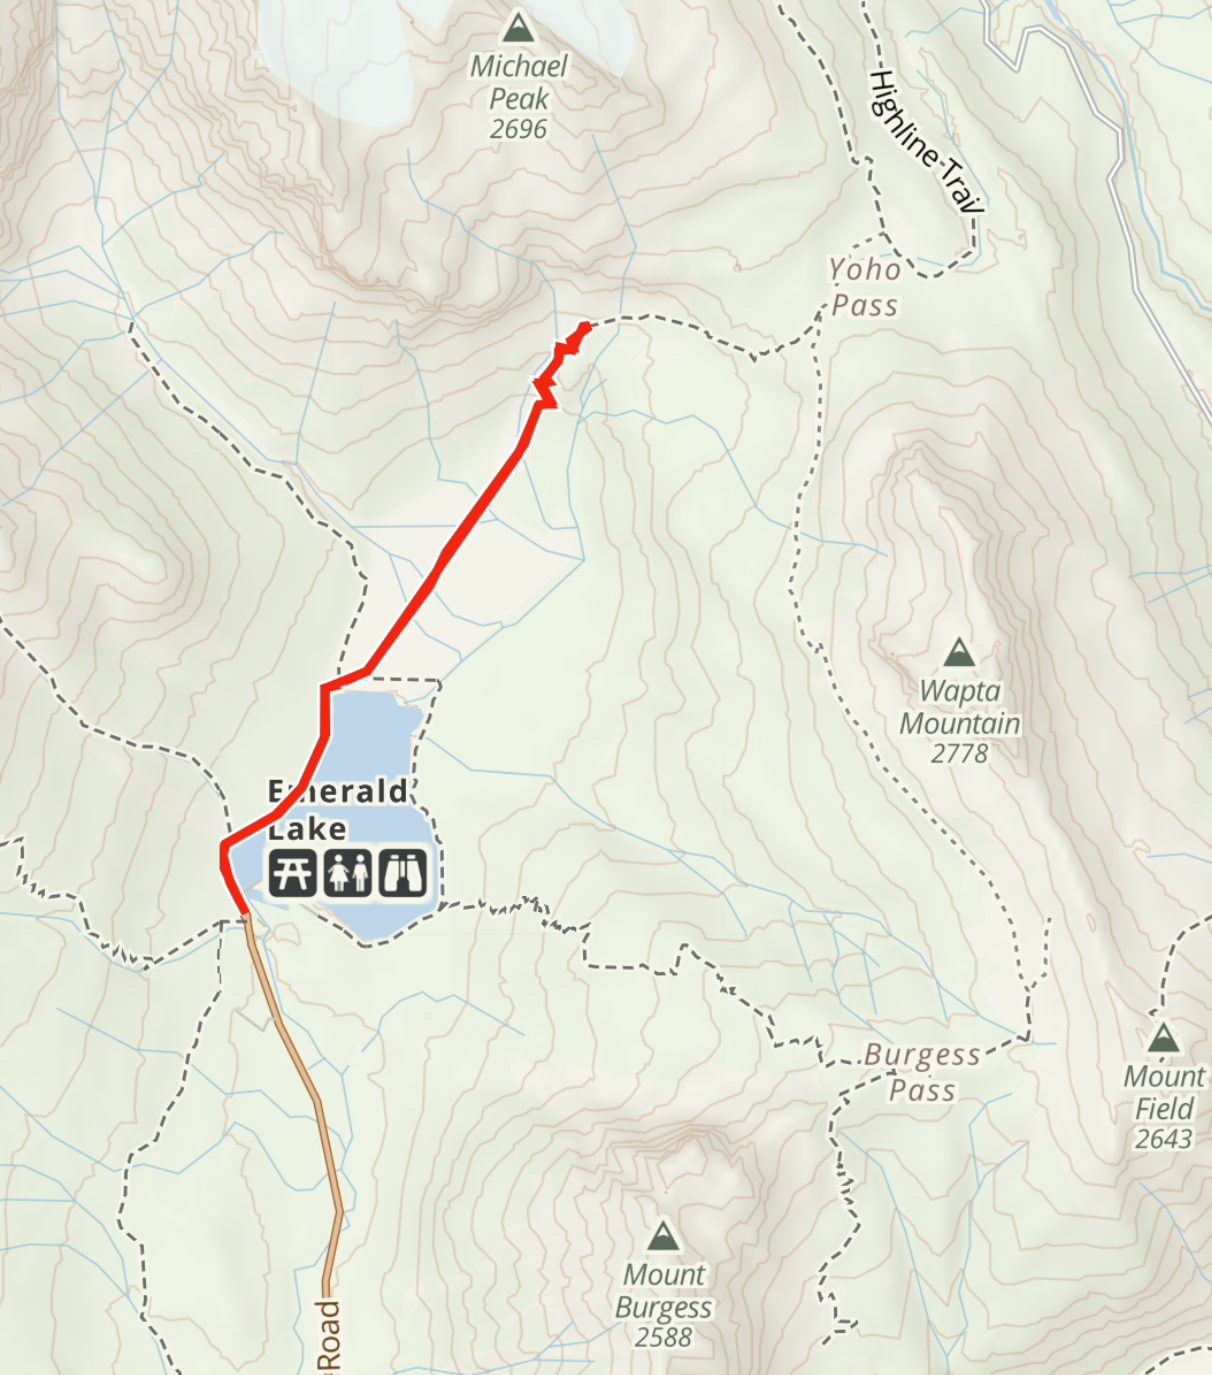 Michael
Peak
2696
Highline Trail
Yoho
Pass
Wapta
Mountain
2778
Emerald
Lake
Burgess
Pass
Mount
Field
2643
Mount
Burgess
2588
Road